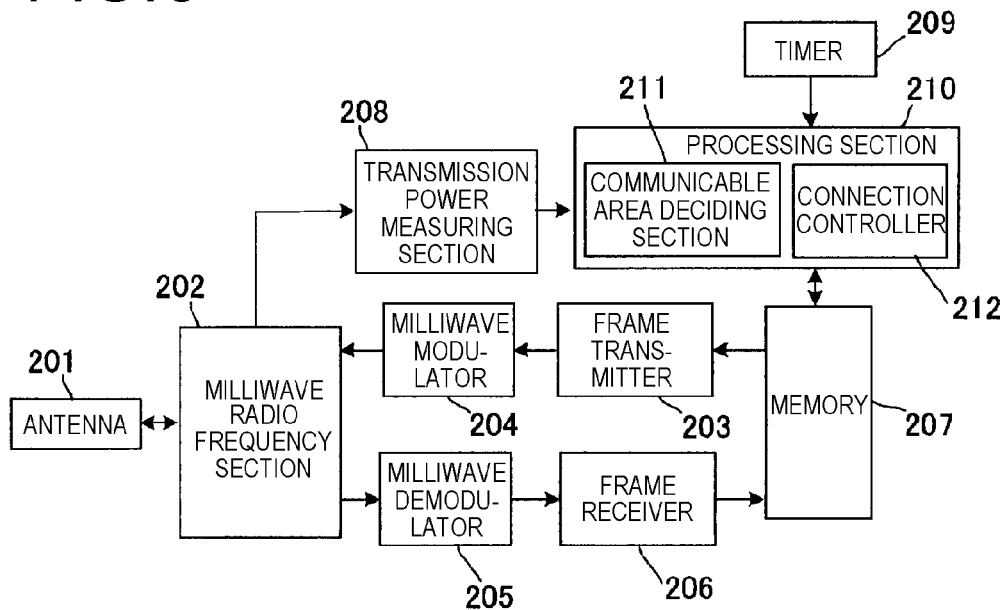 209
TIMER
210
211
208
PROCESSING SECTION
TRANSMISSION
POWER
MEASURING
SECTION
COMMUNICABLE
AREA DECIDING
SECTION
CONNECTION
CONTROLLER
212
202
MILLIWAVE
MODU-
LATOR
204
FRAME
TRANS-
MITTER
203
MEMORY
207
201
ANTENNA
MILLIWAVE
RADIO
FREQUENCY
SECTION
MILLIWAVE
DEMODU-
LATOR
205
FRAME
RECEIVER
206